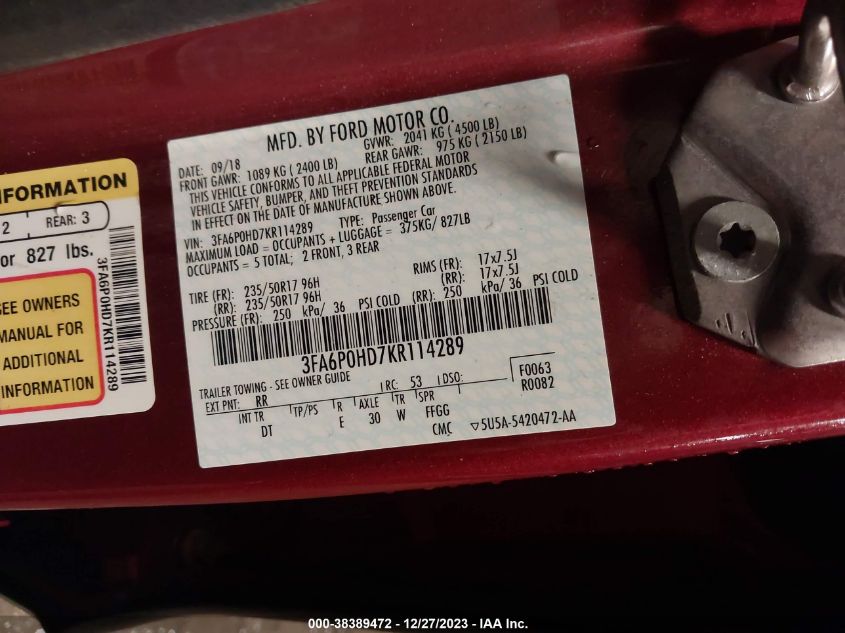 MFD. BY FORD MOTOR CO.
DATE: 09/18 GVWR: 2041 KG ( 4500 LB)
FRONT GAWR: 1089 KG ( 2400 LB) REAR GAWR: 975 KG ( 2150 LB)
THIS VEHICLE CONFORMS TO ALL APPLICABLE FEDERAL MOTOR
VEHICLE SAFETY, BUMPER, AND THEFT PREVENTION STANDARDS
IN EFFECT ON THE DATE OF MANUFACTURE SHOWN ABOVE.
VIN: 3FA6P0HD7KR114289 TYPE: Passenger Car
MAXIMUM LOAD = OCCUPANTS + LUGGAGE = 375KG/ 827LB
OCCUPANTS = 5 TOTAL; 2 FRONT, 3 REAR
TIRE (FR): 235/50R17 96H RIMS (FR): 17x7.5J
(RR): 235/50R17 96H (RR): 17x7.5J
PRESSURE (FR): 250 kPa/ 36 PSI COLD (RR): 250 kPa/ 36 PSI COLD
3FA6P0HD7KR114289
TRAILER TOWING - SEE OWNER GUIDE
EXT PNT: RR RC: 53 DSO: F0063
INT TR TP/PS R AXLE TR SPR R0082
DT E 30 W FFGG
CMC ▽5U5A-5420472-AA
NFORMATION
2 REAR: 3
or 827 lbs.
SEE OWNERS
MANUAL FOR
ADDITIONAL
INFORMATION
3FA6P0HD7KR114289
000-38389472 - 12/27/2023 - IAA Inc.